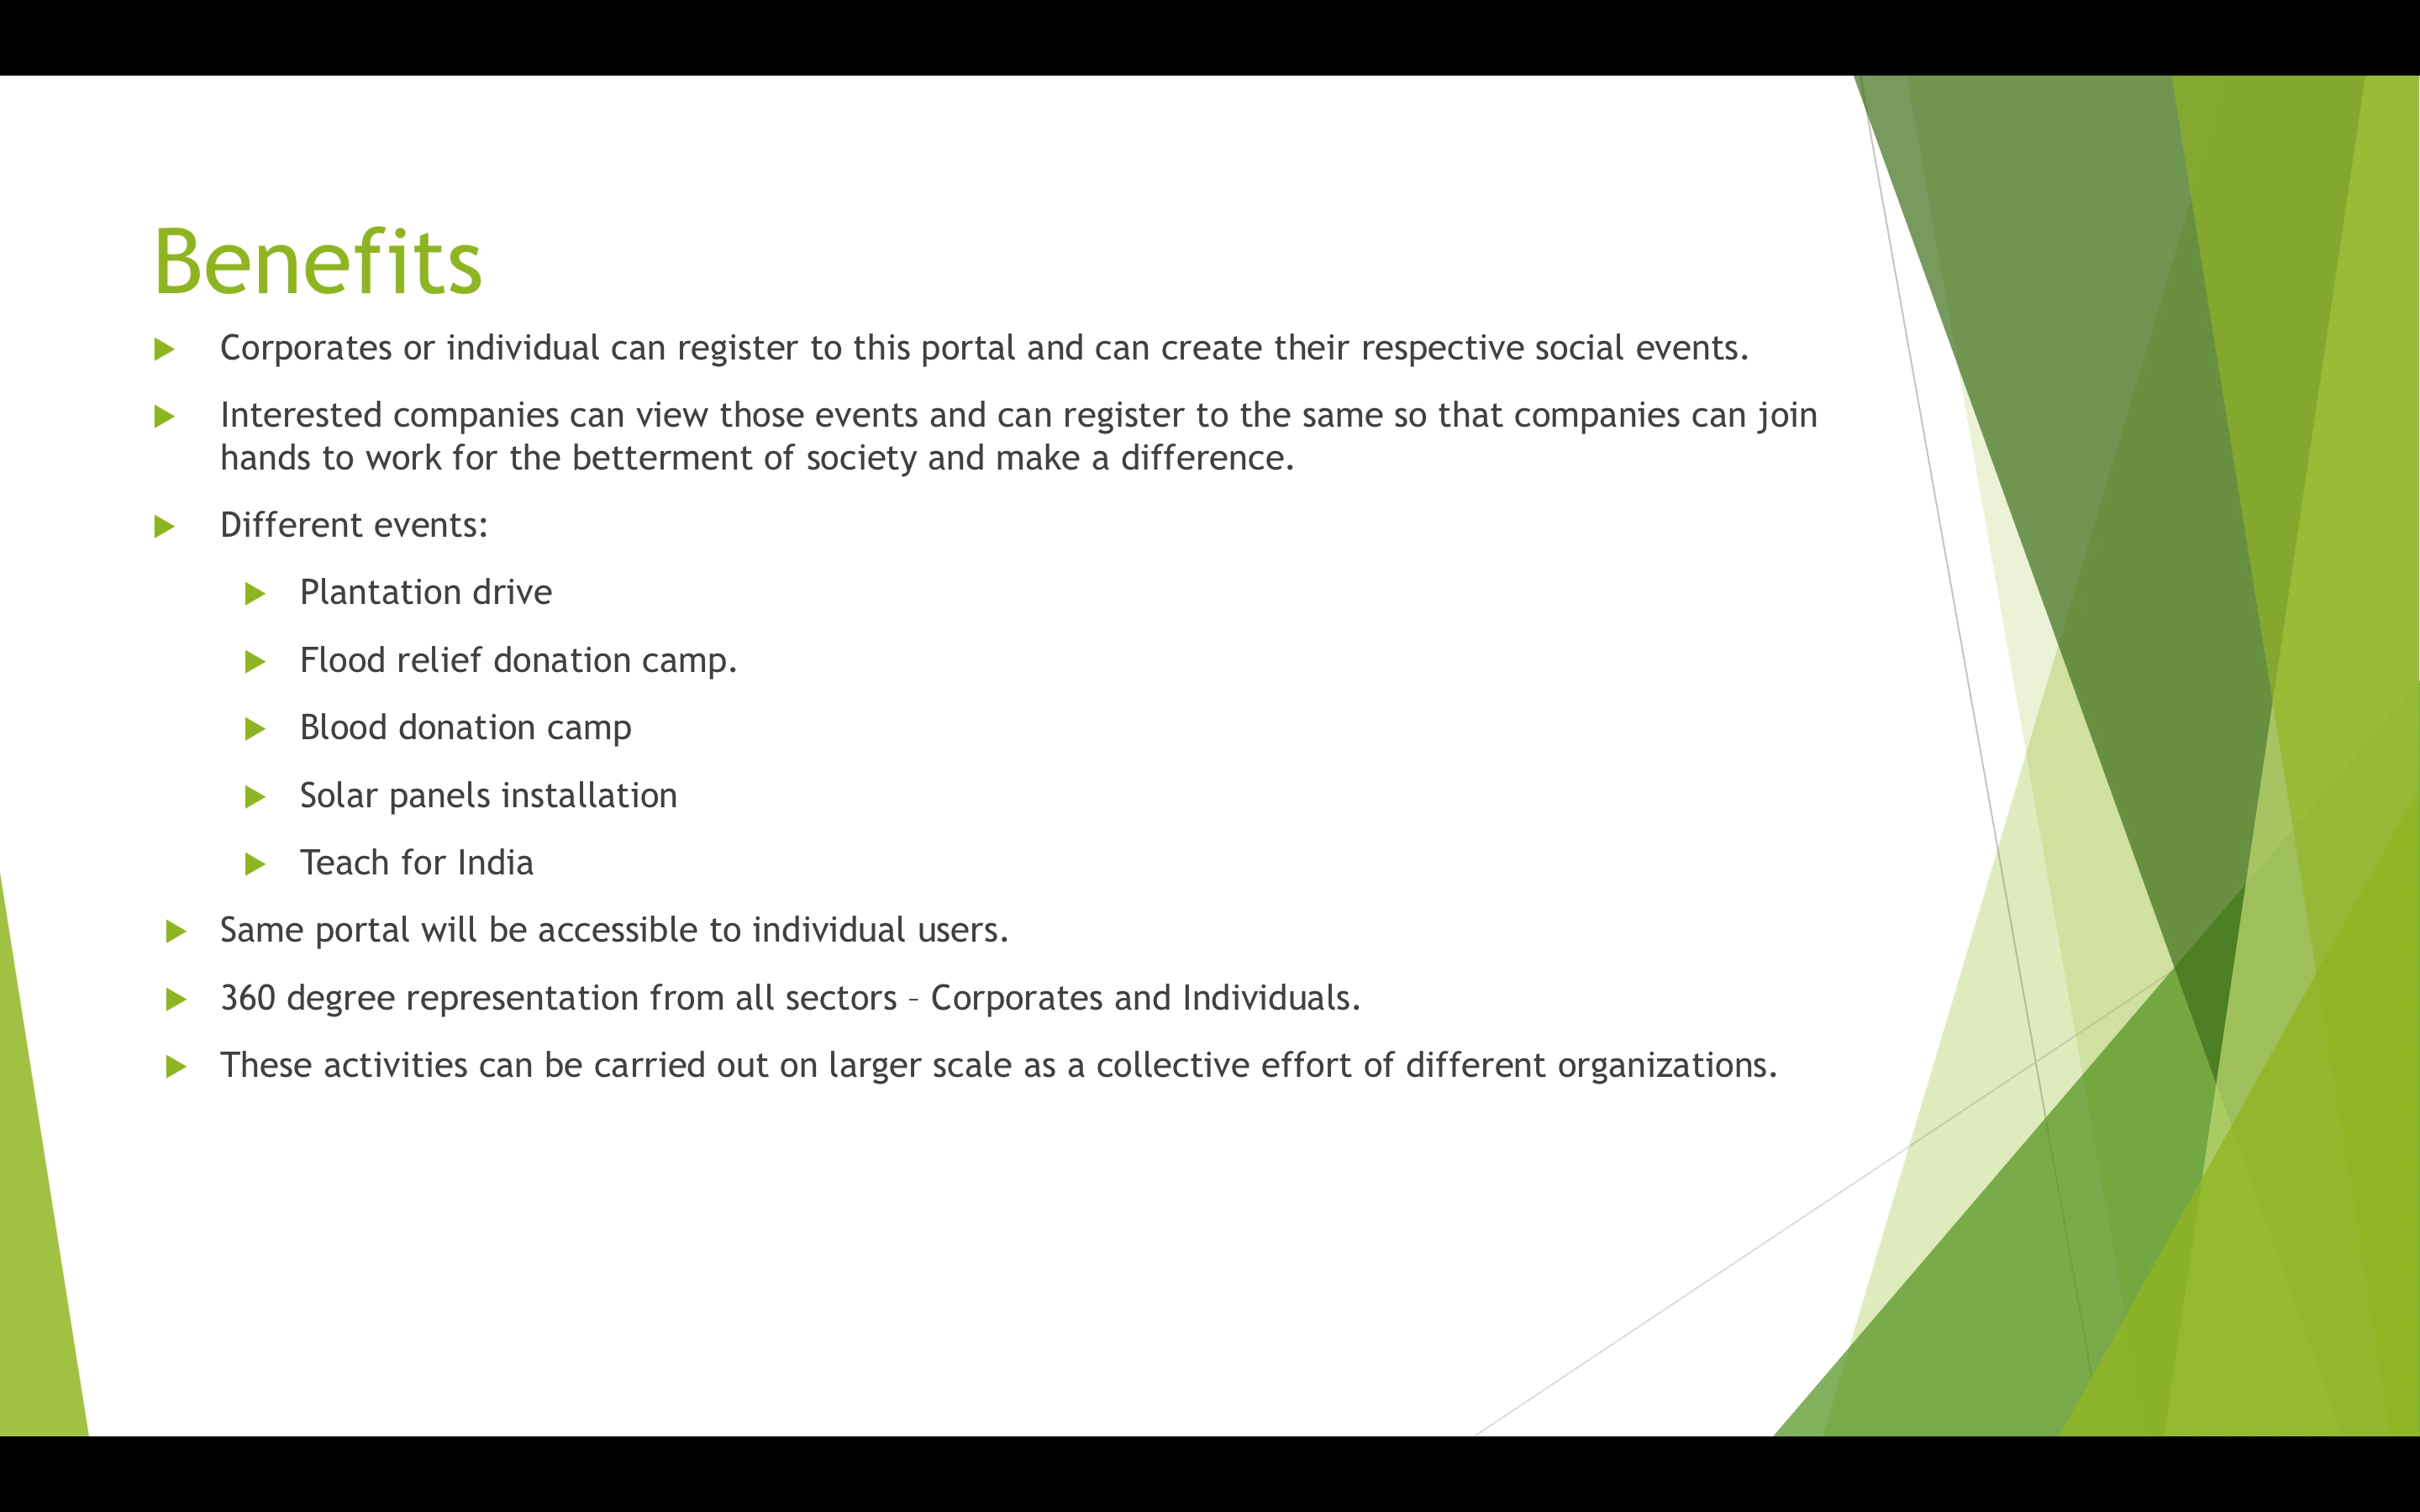 Benefits
Corporates or individual can register to this portal and can create their respective social events.
Interested companies can view those events and can register to the same so that companies can join
hands to work for the betterment of society and make a difference.
Different events:
Plantation drive
Flood relief donation camp.
Blood donation camp
Solar panels installation
Teach for India
Same portal will be accessible to individual users.
360 degree representation from all sectors – Corporates and Individuals.
These activities can be carried out on larger scale as a collective effort of different organizations.